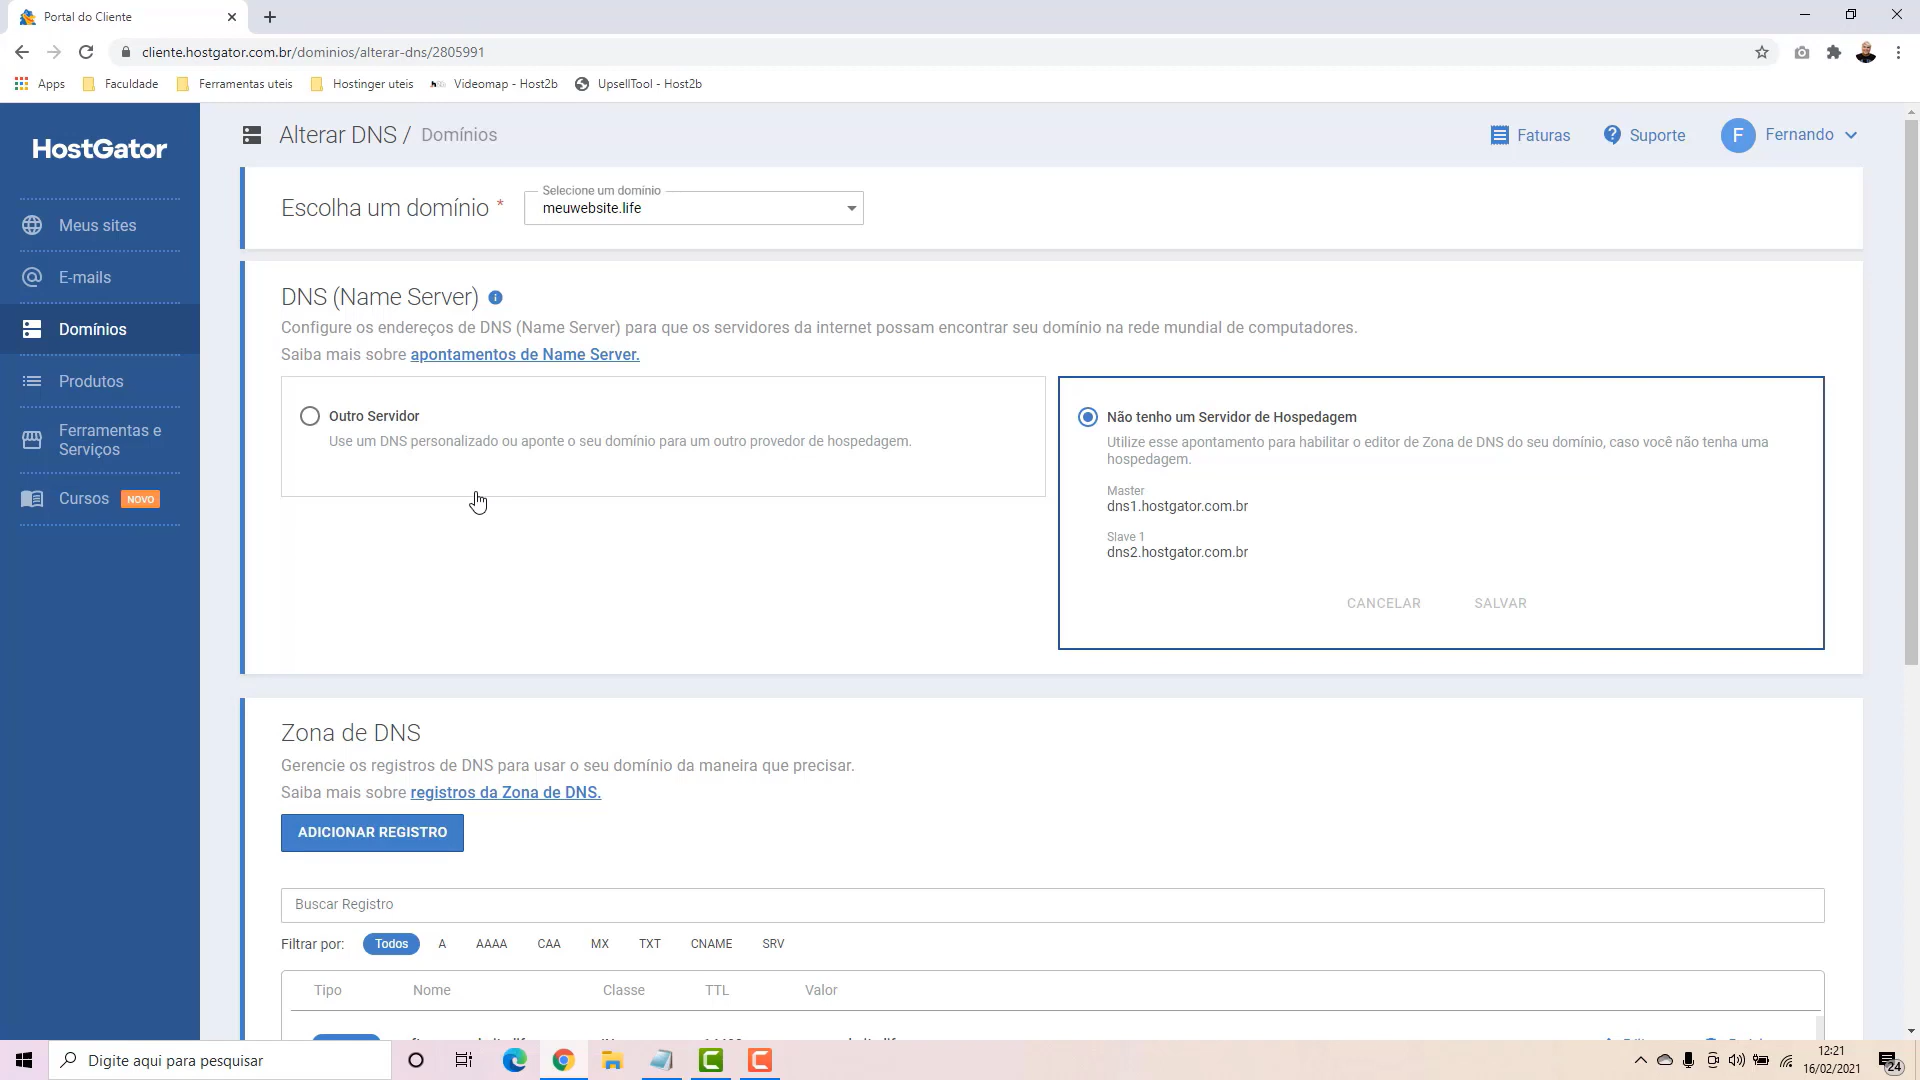 Portal do Cliente
cliente.hostgator.com.br/dominios/alterar-dns/2805991
Apps
Faculdade
Ferramentas uteis
Hostinger uteis
Videomap - Host2b
UpsellTool - Host2b
HostGator
Alterar DNS / Domínios
Faturas
Suporte
F
Fernando
Meus sites
E-mails
Domínios
Produtos
Ferramentas e
Serviços
Cursos NOVO
Escolha um domínio *
Selecione um domínio
meuwebsite.life
DNS (Name Server)
Configure os endereços de DNS (Name Server) para que os servidores da internet possam encontrar seu domínio na rede mundial de computadores.
Saiba mais sobre apontamentos de Name Server.
Outro Servidor
Use um DNS personalizado ou aponte o seu domínio para um outro provedor de hospedagem.
Não tenho um Servidor de Hospedagem
Utilize esse apontamento para habilitar o editor de Zona de DNS do seu domínio, caso você não tenha uma
hospedagem.
Master
dns1.hostgator.com.br
Slave 1
dns2.hostgator.com.br
CANCELAR
SALVAR
Zona de DNS
Gerencie os registros de DNS para usar o seu domínio da maneira que precisar.
Saiba mais sobre registros da Zona de DNS.
ADICIONAR REGISTRO
Buscar Registro
Filtrar por: Todos A AAAA CAA MX TXT CNAME SRV
Tipo Nome Classe TTL Valor
Digite aqui para pesquisar
12:21
16/02/2021
24